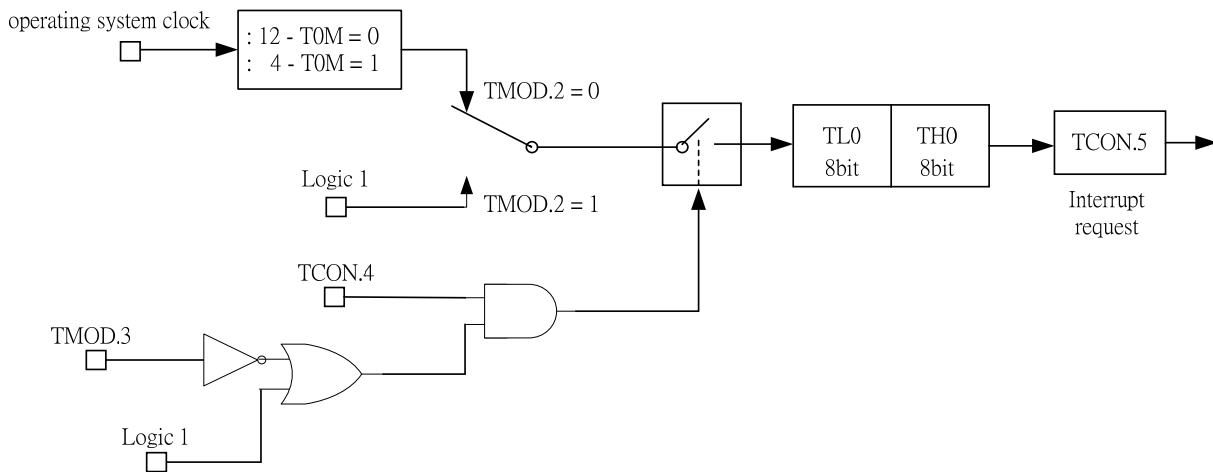 operating system clock
: 12 - T0M = 0
: 4 - T0M = 1
TMOD.2 = 0
Logic 1
TMOD.2 = 1
TL0
8bit
TH0
8bit
TCON.5
Interrupt
request
TCON.4
TMOD.3
Logic 1